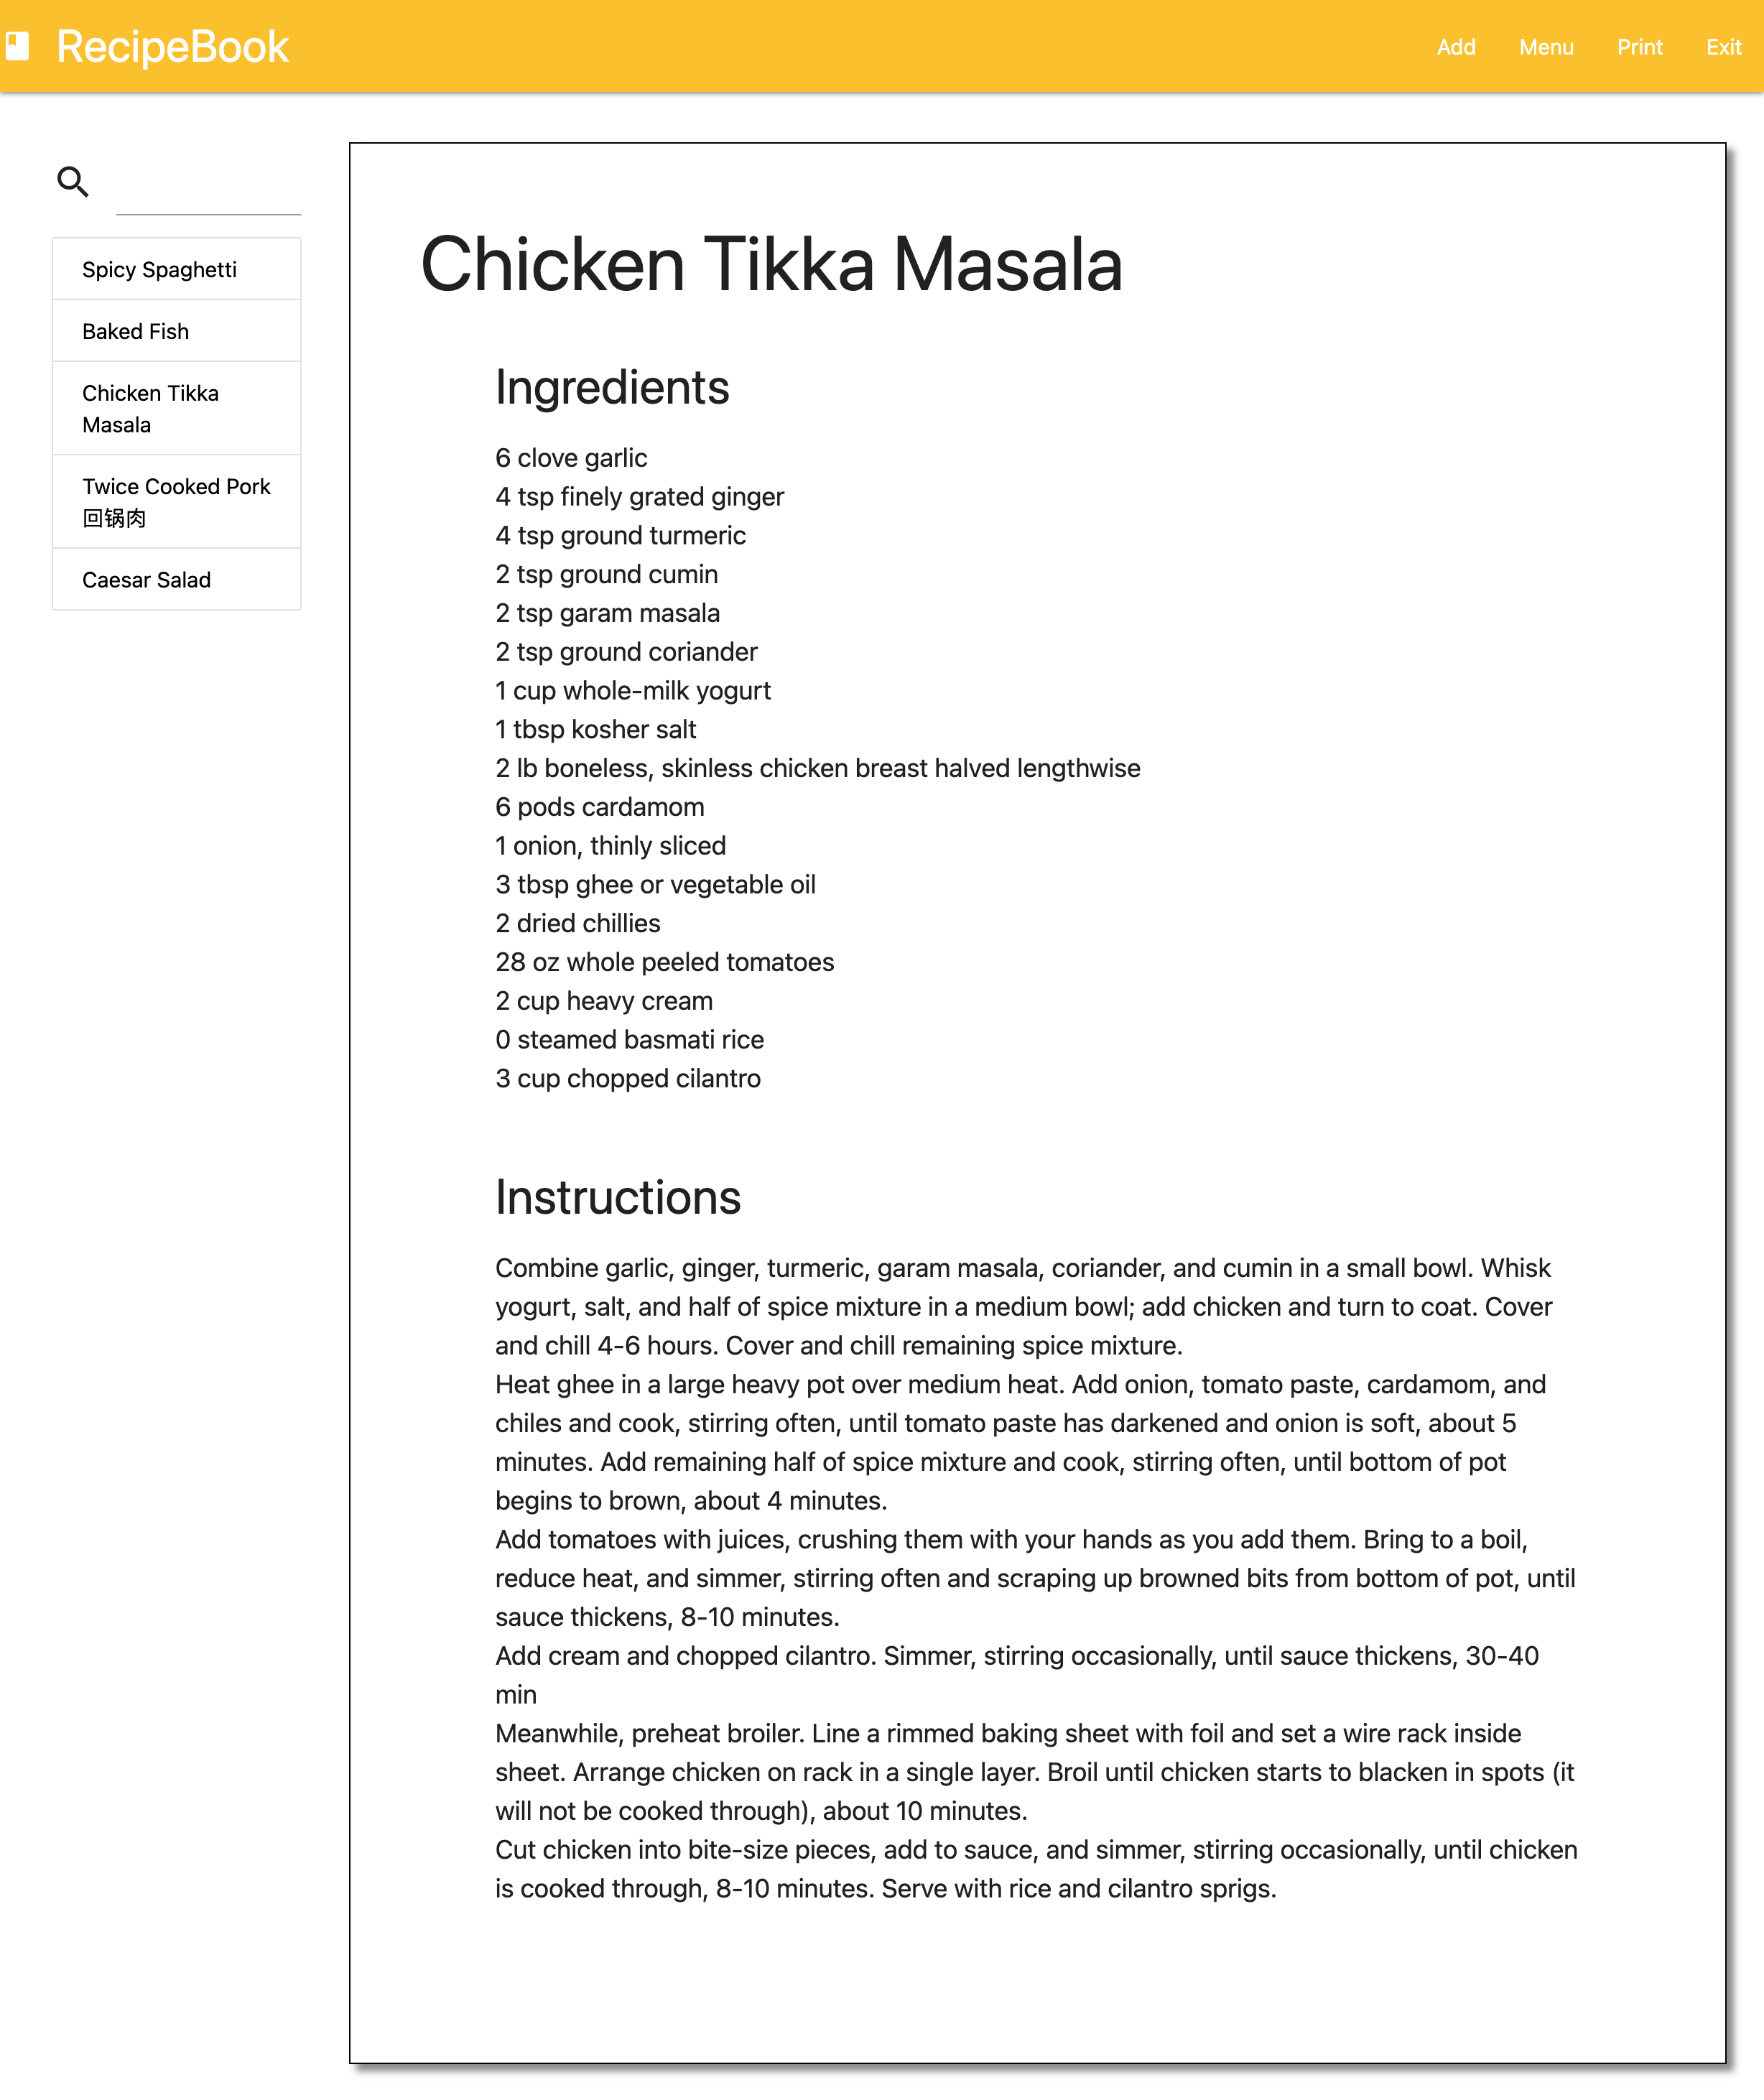 RecipeBook
Add Menu Print Exit
Spicy Spaghetti
Baked Fish
Chicken Tikka
Masala
Twice Cooked Pork
回锅肉
Caesar Salad
Chicken Tikka Masala
Ingredients
6 clove garlic
4 tsp finely grated ginger
4 tsp ground turmeric
2 tsp ground cumin
2 tsp garam masala
2 tsp ground coriander
1 cup whole-milk yogurt
1 tbsp kosher salt
2 lb boneless, skinless chicken breast halved lengthwise
6 pods cardamom
1 onion, thinly sliced
3 tbsp ghee or vegetable oil
2 dried chillies
28 oz whole peeled tomatoes
2 cup heavy cream
0 steamed basmati rice
3 cup chopped cilantro
Instructions
Combine garlic, ginger, turmeric, garam masala, coriander, and cumin in a small bowl. Whisk
yogurt, salt, and half of spice mixture in a medium bowl; add chicken and turn to coat. Cover
and chill 4-6 hours. Cover and chill remaining spice mixture.
Heat ghee in a large heavy pot over medium heat. Add onion, tomato paste, cardamom, and
chiles and cook, stirring often, until tomato paste has darkened and onion is soft, about 5
minutes. Add remaining half of spice mixture and cook, stirring often, until bottom of pot
begins to brown, about 4 minutes.
Add tomatoes with juices, crushing them with your hands as you add them. Bring to a boil,
reduce heat, and simmer, stirring often and scraping up browned bits from bottom of pot, until
sauce thickens, 8-10 minutes.
Add cream and chopped cilantro. Simmer, stirring occasionally, until sauce thickens, 30-40
min
Meanwhile, preheat broiler. Line a rimmed baking sheet with foil and set a wire rack inside
sheet. Arrange chicken on rack in a single layer. Broil until chicken starts to blacken in spots (it
will not be cooked through), about 10 minutes.
Cut chicken into bite-size pieces, add to sauce, and simmer, stirring occasionally, until chicken
is cooked through, 8-10 minutes. Serve with rice and cilantro sprigs.